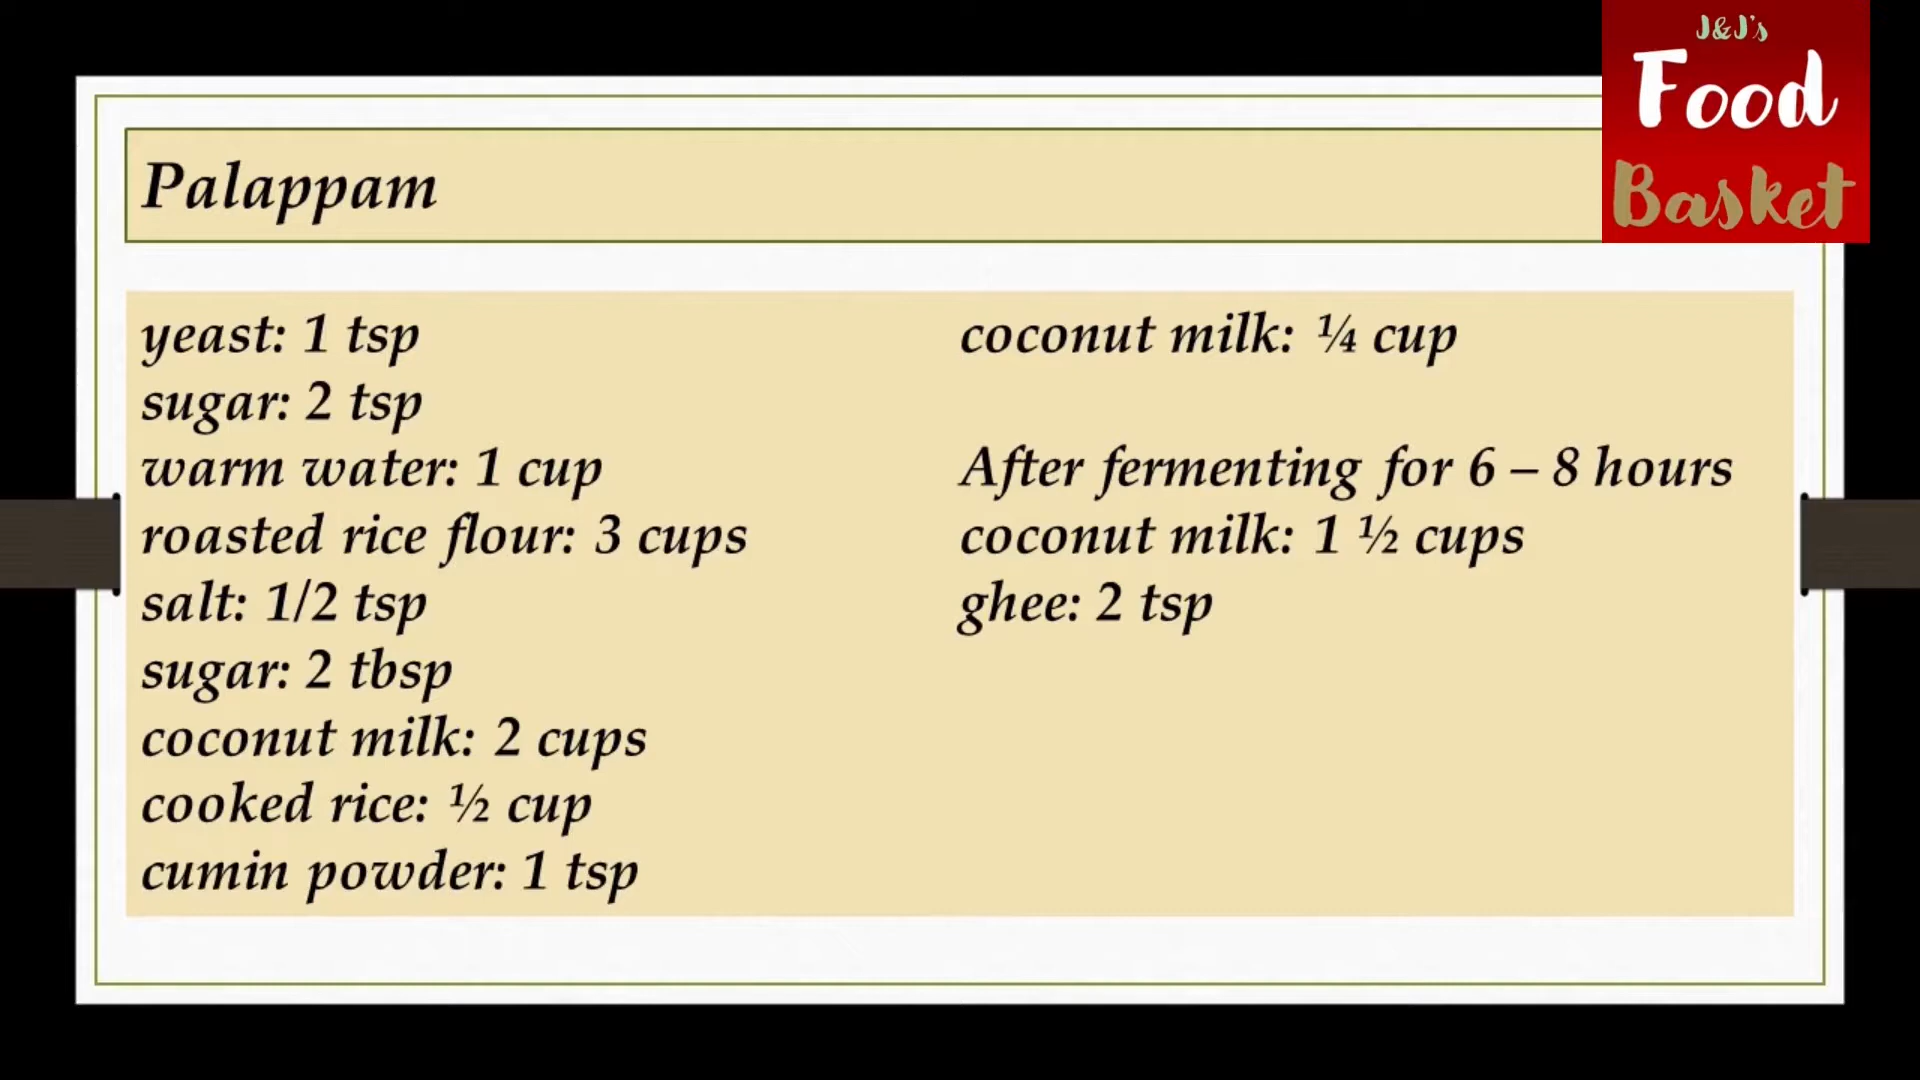 J&J's
Food
Basket
Palappam
yeast: 1 tsp
sugar: 2 tsp
warm water: 1 cup
roasted rice flour: 3 cups
salt: 1/2 tsp
sugar: 2 tbsp
coconut milk: 2 cups
cooked rice: ½ cup
cumin powder: 1 tsp
coconut milk: ¼ cup
After fermenting for 6 – 8 hours
coconut milk: 1 ½ cups
ghee: 2 tsp